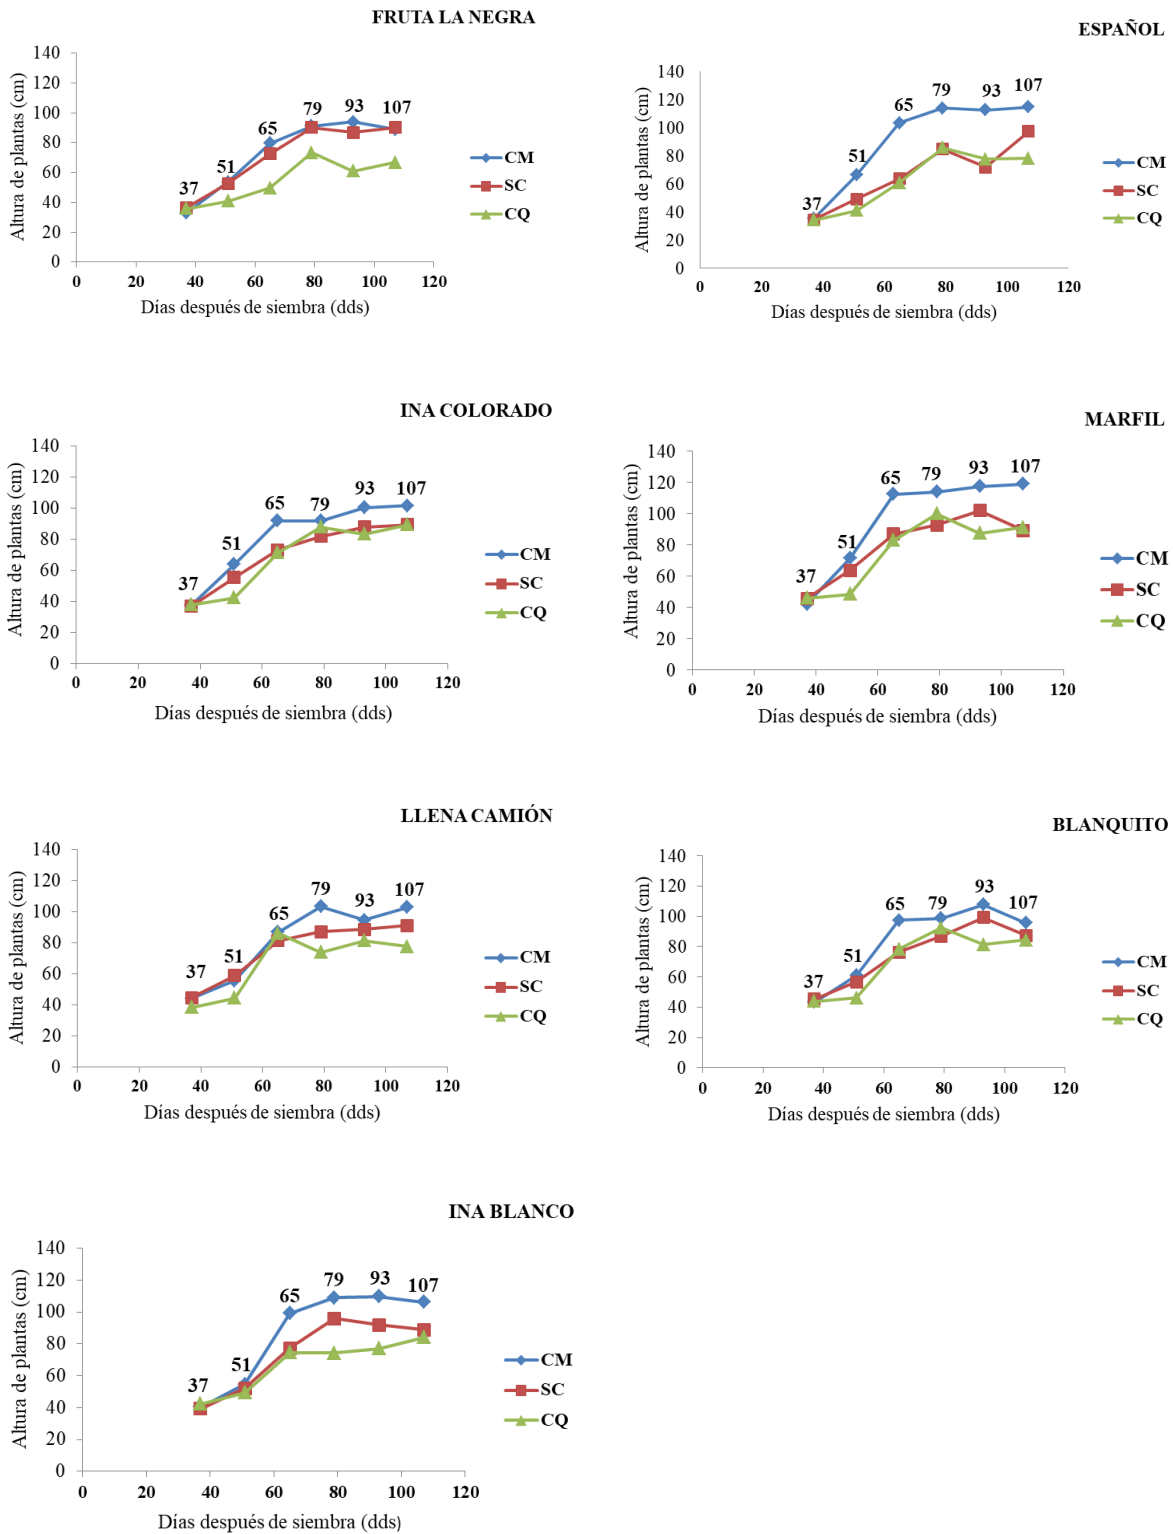 FRUTA LA NEGRA
140
120
100
80
60
40
20
0
Altura de plantas (cm)
37
51
65
79
93
107
CM
SC
CQ
0 20 40 60 80 100 120
Días después de siembra (dds)
ESPAÑOL
140
120
100
80
60
40
20
0
Altura de plantas (cm)
37
51
65
79
93
107
CM
SC
CQ
0 20 40 60 80 100 120
Días después de siembra (dds)
INA COLORADO
140
120
100
80
60
40
20
0
Altura de plantas (cm)
37
51
65
79
93
107
CM
SC
CQ
0 20 40 60 80 100 120
Días después de siembra (dds)
MARFIL
140
120
100
80
60
40
20
0
Altura de plantas (cm)
37
51
65
79
93
107
CM
SC
CQ
0 20 40 60 80 100 120
Días después de siembra (dds)
LLENA CAMIÓN
140
120
100
80
60
40
20
0
Altura de plantas (cm)
37
51
65
79
93
107
CM
SC
CQ
0 20 40 60 80 100 120
Días después de siembra (dds)
BLANQUITO
140
120
100
80
60
40
20
0
Altura de plantas (cm)
37
51
65
79
93
107
CM
SC
CQ
0 20 40 60 80 100 120
Días después de siembra (dds)
INA BLANCO
140
120
100
80
60
40
20
0
Altura de plantas (cm)
37
51
65
79
93
107
CM
SC
CQ
0 20 40 60 80 100 120
Días después de siembra (dds)